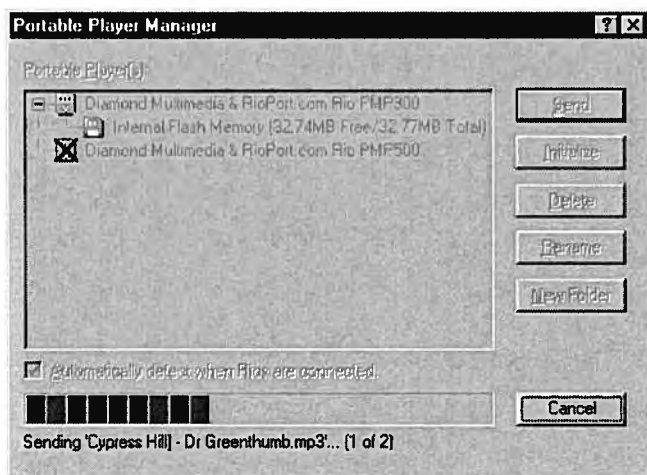 Portable Player Manager
Portable Player(s):
Diamond Multimedia & RioPort.com Rio PMP300
Internal Flash Memory (32.74MB Free/32.77MB Total)
Diamond Multimedia & RioPort.com Rio PMP500
Send
Initialize
Delete
Rename
New Folder
Automatically detect when Rios are connected.
Cancel
Sending 'Cypress Hill] - Dr Greenthumb.mp3'... (1 of 2)